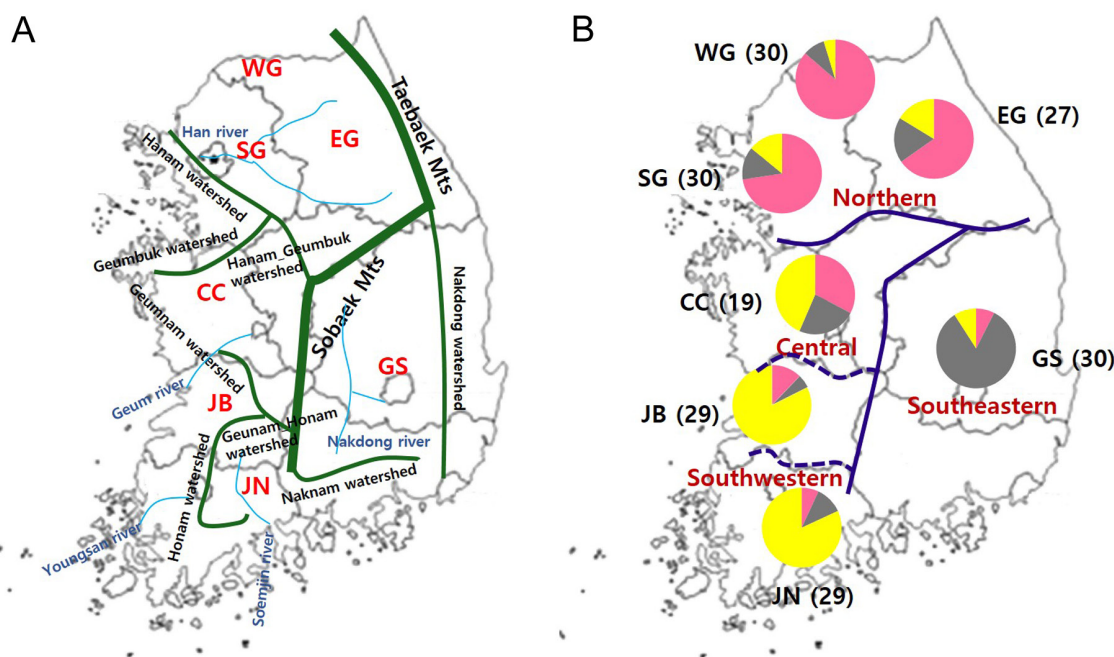 A
WG
Taebaek Mts
Han river
SG
EG
Hanam watershed
Geumbuk watershed
Hanam_Geumbuk
watershed
CC
Sobaek Mts
Nakdong watershed
Geumnam watershed
Geum river
GS
JB
Geunam_Honam
watershed
Nakdong river
Honam watershed
JN
Naknam watershed
Youngsan river
Soemjin river
B
WG (30)
EG (27)
SG (30)
Northern
CC (19)
Central
GS (30)
JB (29)
Southeastern
Southwestern
JN (29)